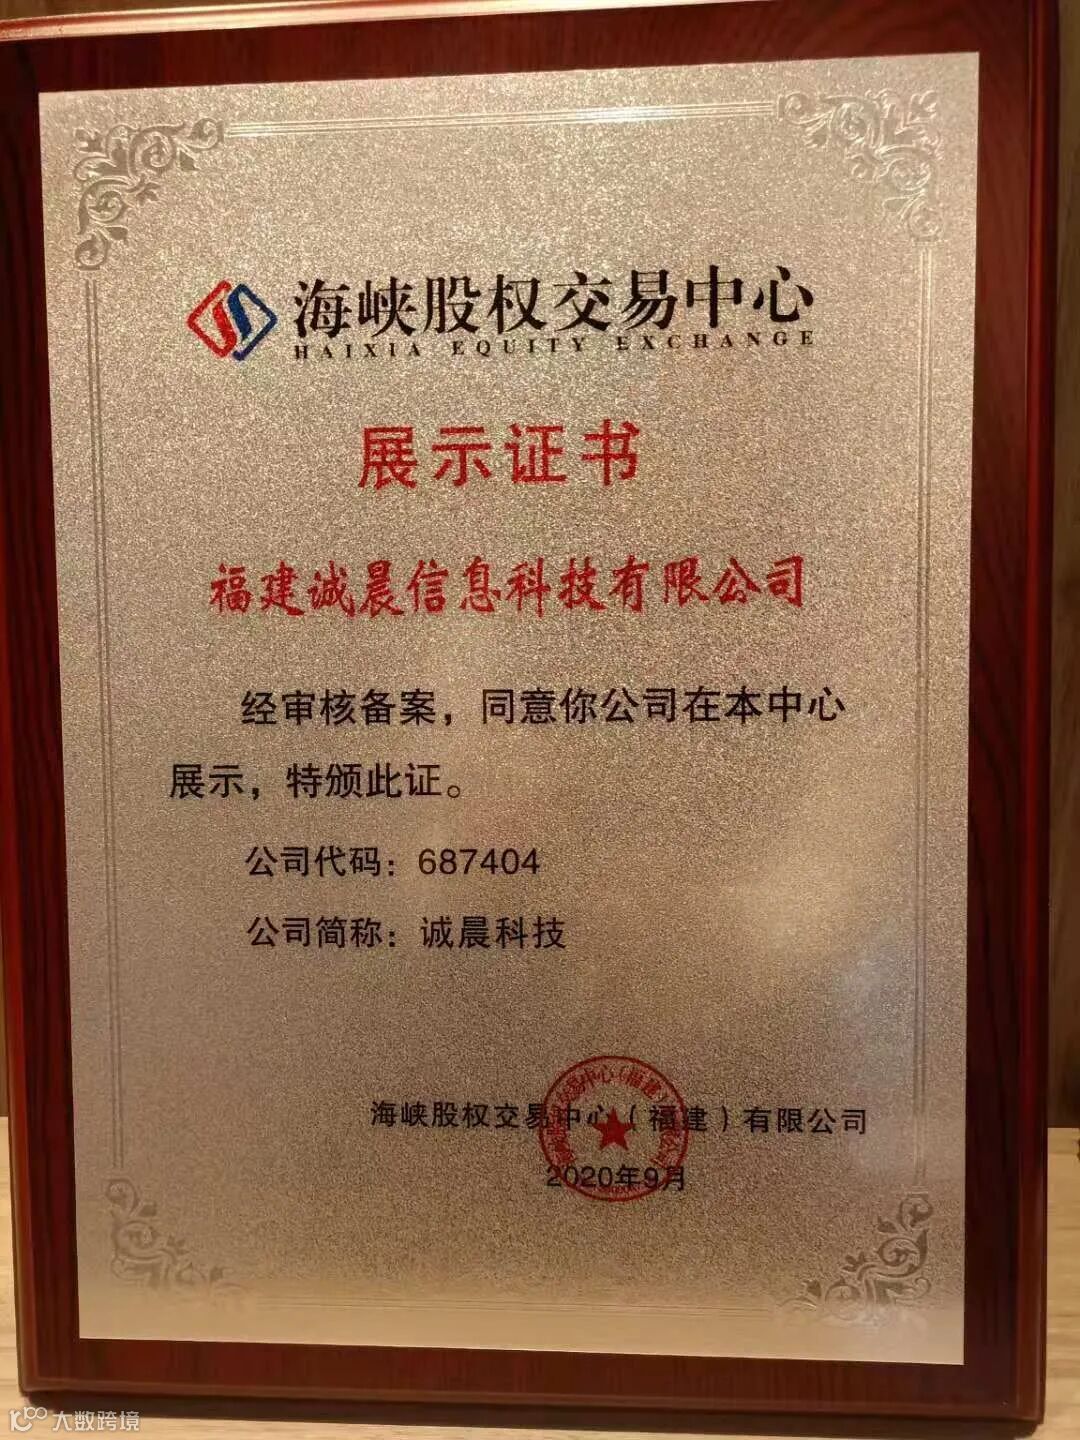 海峡股权交易中心
HAIXIA EQUITY EXCHANGE
展示证书
福建诚晨信息科技有限公司
经审核备案，同意你公司在本中心
展示，特颁此证。
公司代码：687404
公司简称：诚晨科技
海峡股权交易中心（福建）有限公司
2020年9月
大数跨境